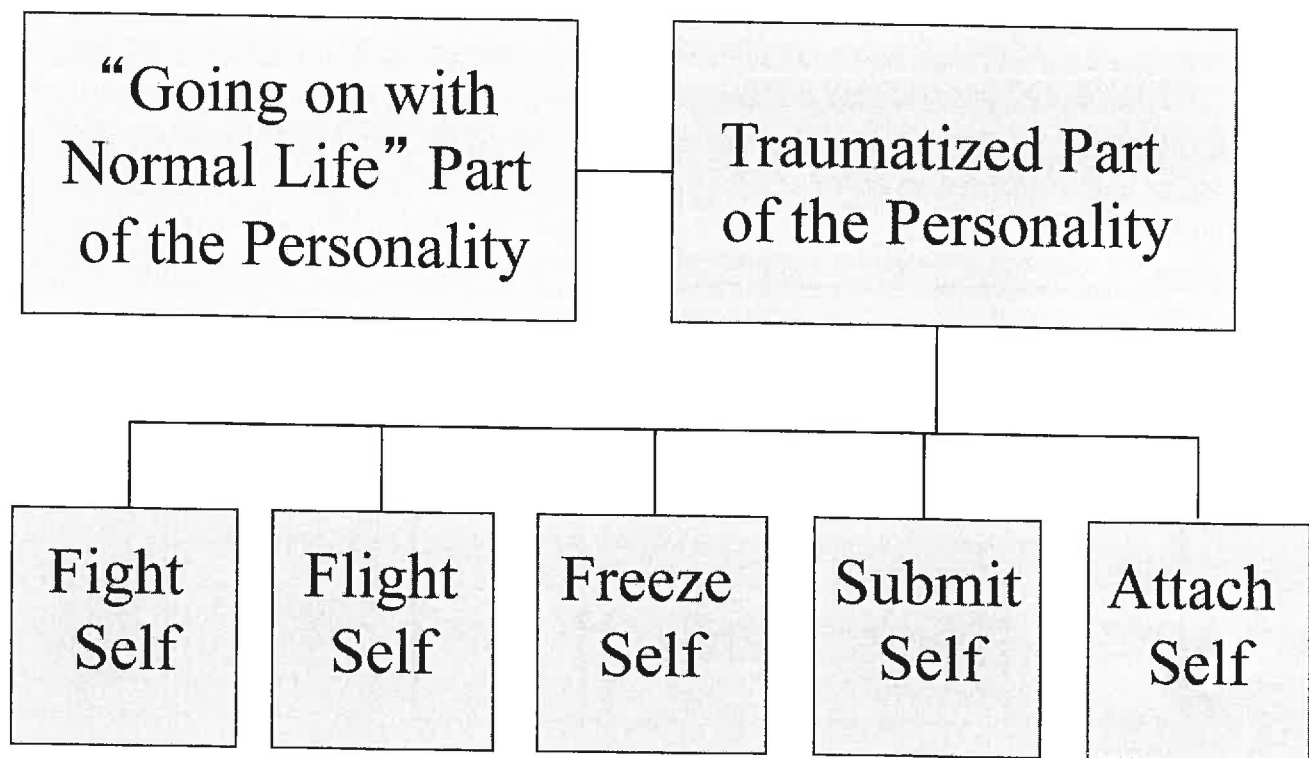 “Going on with
Normal Life” Part
of the Personality
Traumatized Part
of the Personality
Fight
Self
Flight
Self
Freeze
Self
Submit
Self
Attach
Self